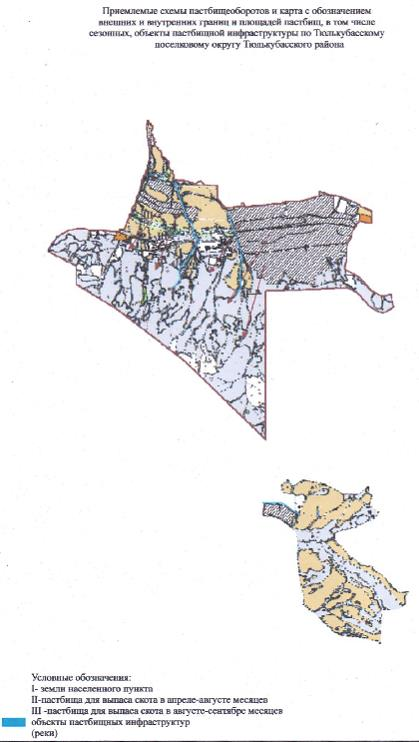 Приемлемые схемы пастбищеоборотов и карта с обозначением
внешних и внутренних границ и площадей пастбищ, в том числе
сезонных, объекты пастбищной инфраструктуры по Тюлькубасскому
поселковому округу Тюлькубасского района
Условные обозначения:
I- земли населенного пункта
II-пастбища для выпаса скота в апреле-августе месяцев
III -пастбища для выпаса скота в августе-сентябре месяцев
объекты пастбищных инфраструктур
(реки)